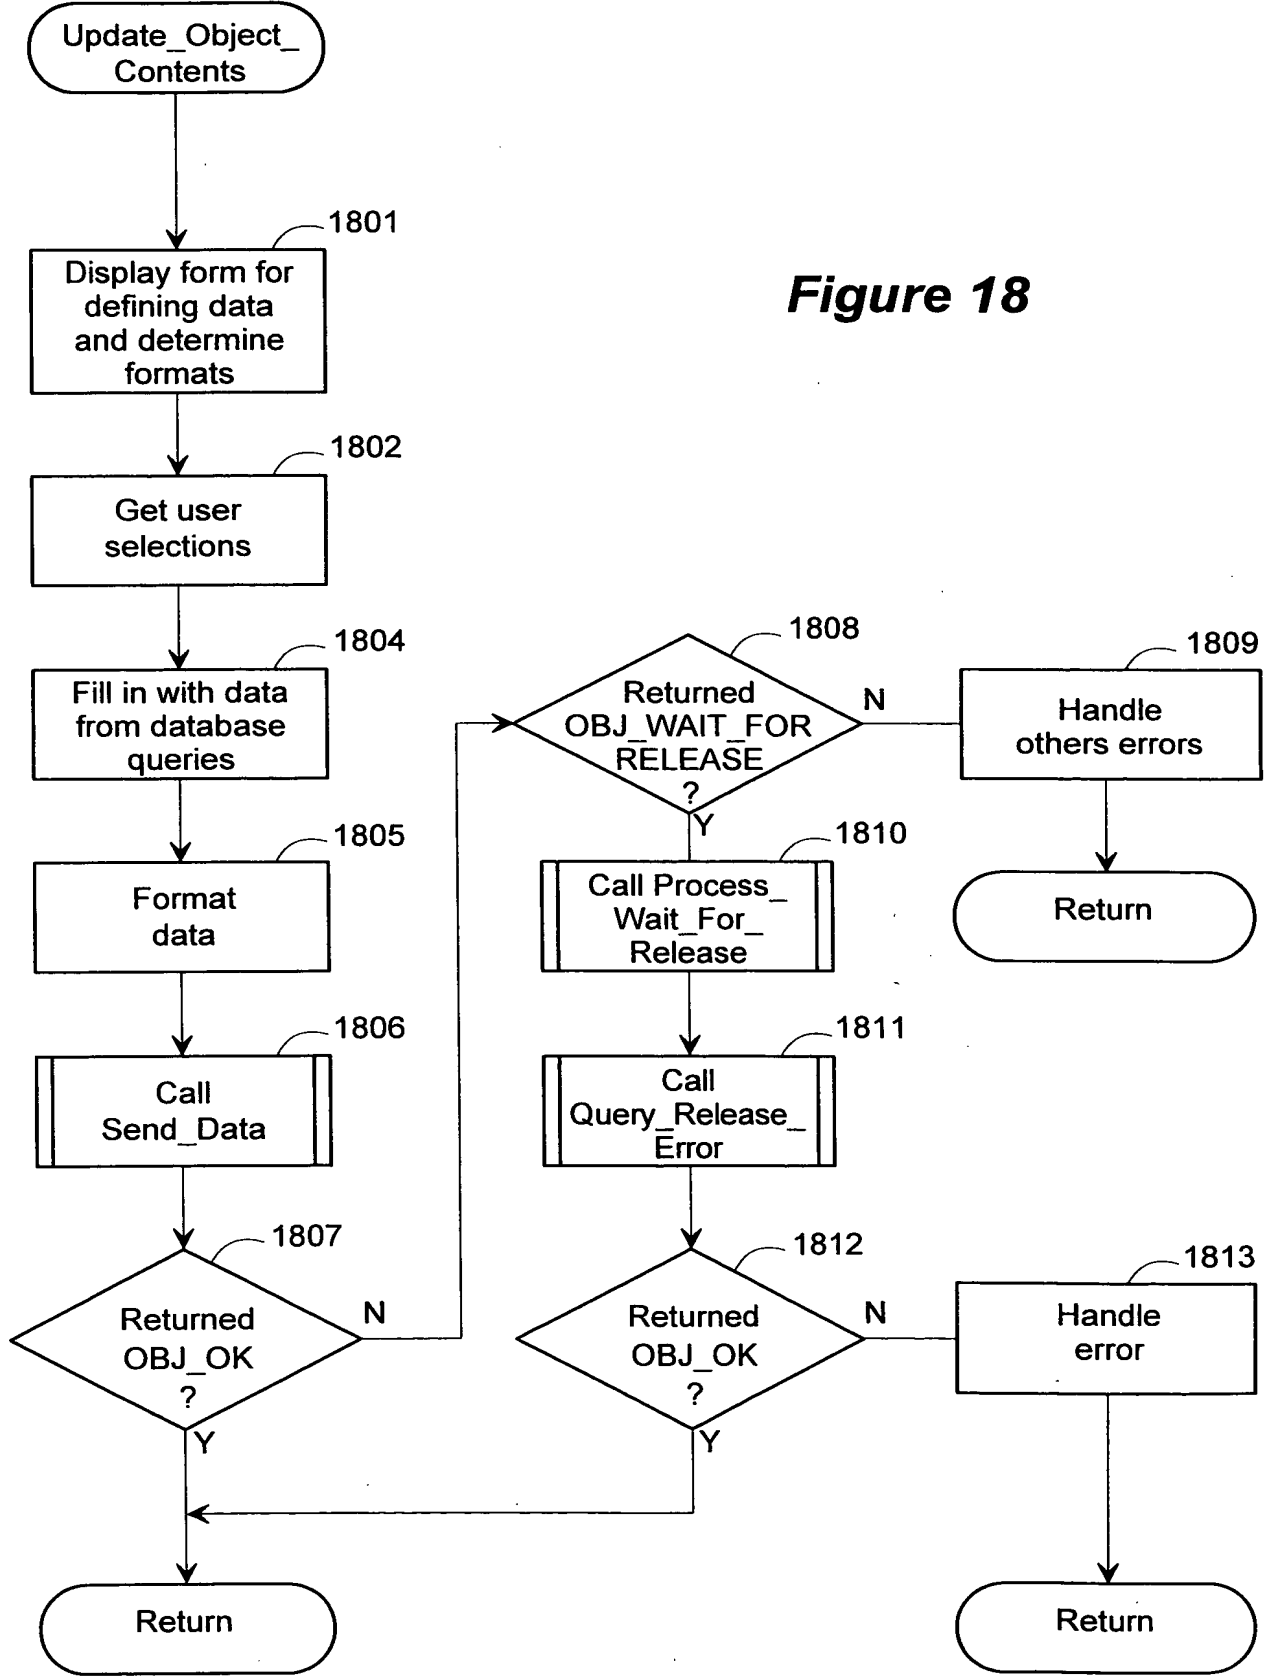 Update_Object_
Contents
1801
Display form for
defining data
and determine
formats
Figure 18
1802
Get user
selections
1804
Fill in with data
from database
queries
1805
Format
data
1806
Call
Send_Data
1807
Returned
OBJ_OK
?
N
Y
Return
1808
Returned
OBJ_WAIT_FOR
RELEASE
?
N
Y
1809
Handle
others errors
Return
1810
Call Process_
Wait_For_
Release
1811
Call
Query_Release_
Error
1812
Returned
OBJ_OK
?
N
Y
1813
Handle
error
Return